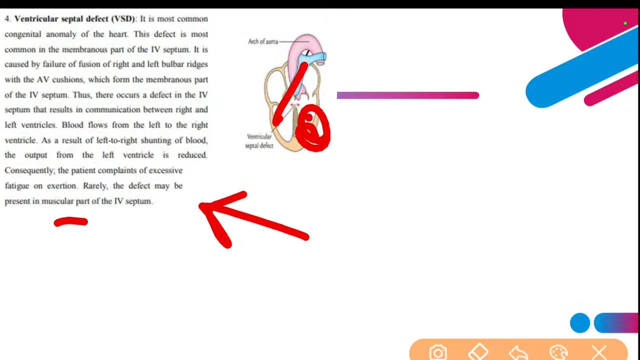 4. Ventricular septal defect (VSD): It is most common
congenital anomaly of the heart. This defect is most
common in the membranous part of the IV septum. It is
caused by failure of fusion of right and left bulbar ridges
with the AV cushions, which form the membranous part
of the IV septum. Thus, there occurs a defect in the IV
septum that results in communication between right and
left ventricles. Blood flows from the left to the right
ventricle. As a result of left-to-right shunting of blood,
the output from the left ventricle is reduced.
Consequently, the patient complaints of excessive
fatigue on exertion. Rarely, the defect may be
present in muscular part of the IV septum.
Arch of aorta
Ventricular
septal defect